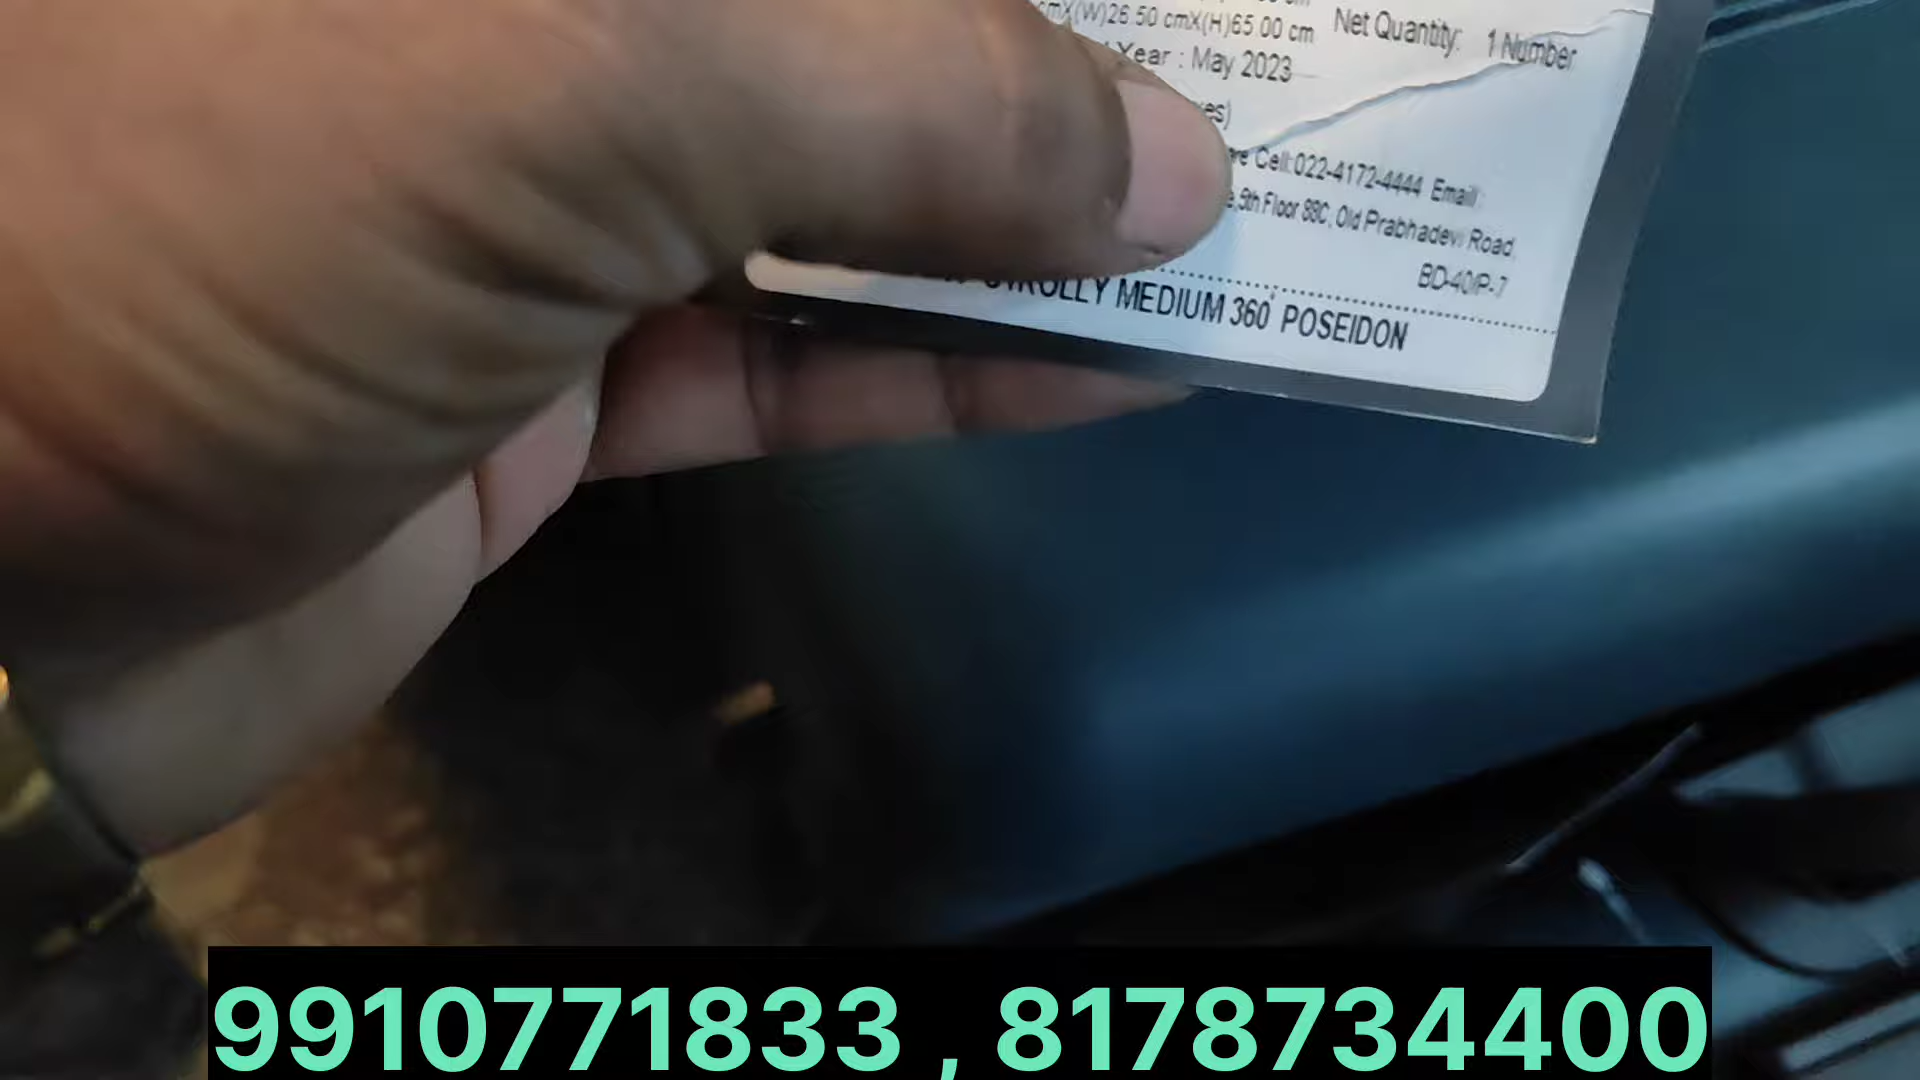 cmX(W)26.50 cmX(H)65.00 cm Net Quantity: 1 Number
Year : May 2023
Cell:022-4172-4444 Email:
5th Floor 88C, Old Prabhadevi Road,
BD-40/P-7
MEDIUM 360° POSEIDON
9910771833 , 8178734400